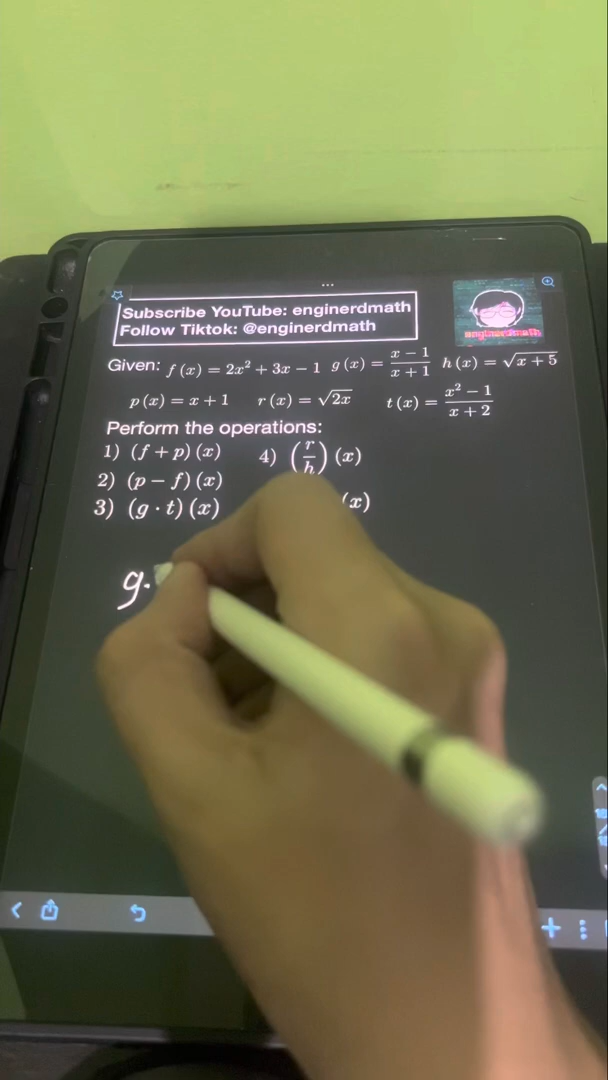 Subscribe YouTube: enginerdmath
Follow Tiktok: @enginerdmath
enginerdmath
Given: f(x) = 2x² + 3x − 1 g(x) = (x − 1)/(x + 1) h(x) = √(x + 5)
p(x) = x + 1 r(x) = √(2x) t(x) = (x² − 1)/(x + 2)
Perform the operations:
1) (f + p)(x) 4) (r/h)(x)
2) (p − f)(x)
3) (g · t)(x) (x)
g.